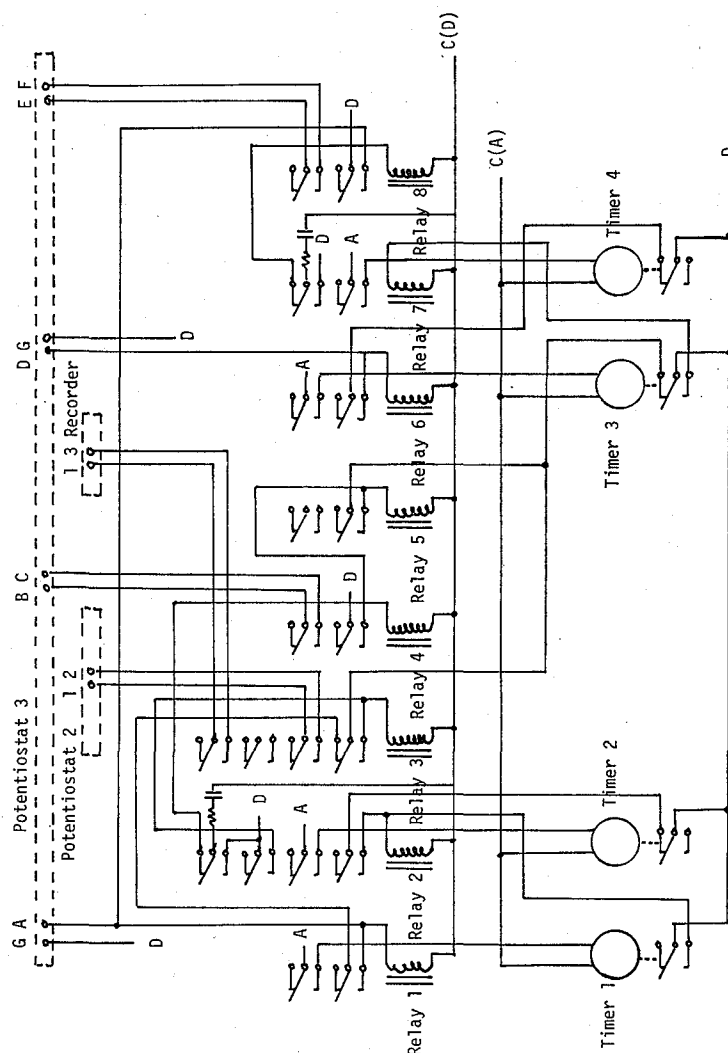 Potentiostat 3
G A
B C
D G
E F
Potentiostat 2
1 2
1 3 Recorder
D
D
A
A
D
D
A
D
A
D
Relay 1
Relay 2
Relay 3
Relay 4
Relay 5
Relay 6
Relay 7
Relay 8
C(D)
C(A)
Timer 1
Timer 2
Timer 3
Timer 4
D